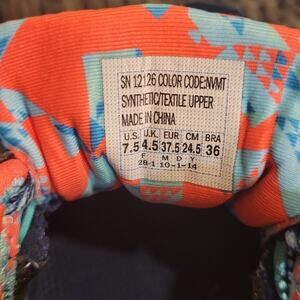 SN 12126 COLOR CODE:NVMT
SYNTHETIC/TEXTILE UPPER
MADE IN CHINA
U.S. U.K. EUR CM BRA
7.5 4.5 37.5 24.5 36
F M D Y
28-1 10-1-14